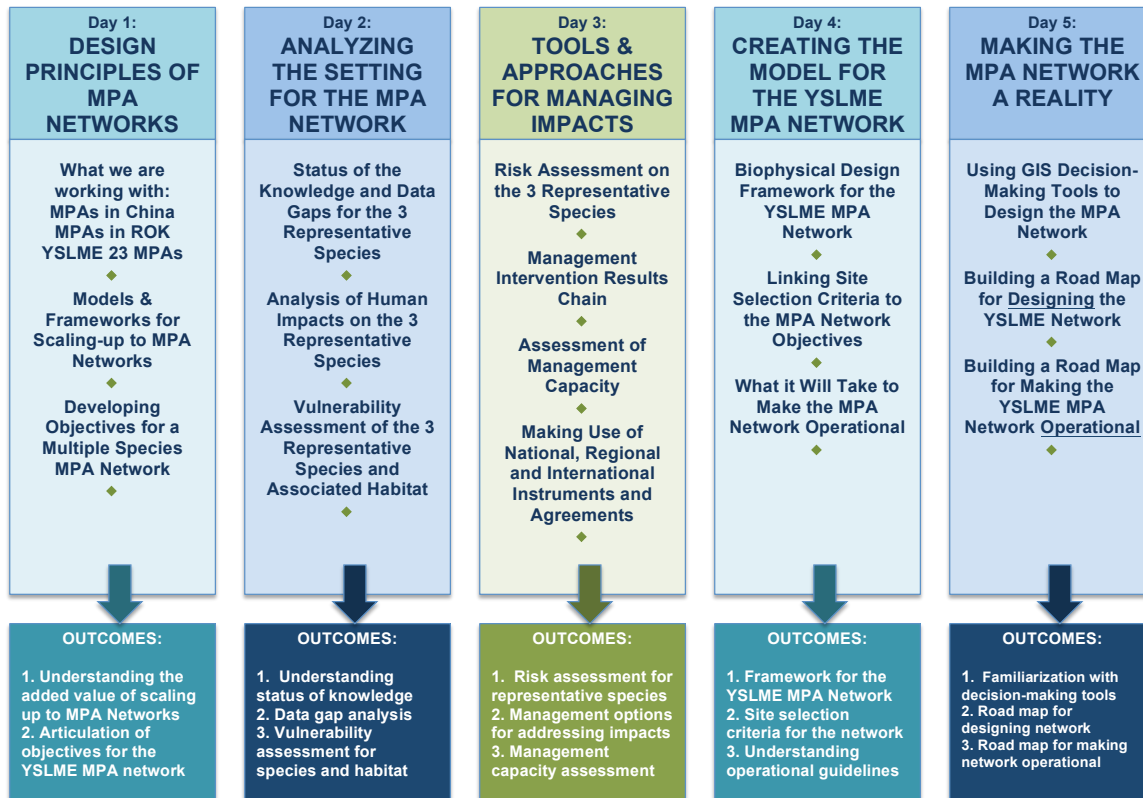 Day 1:
DESIGN
PRINCIPLES OF
MPA
NETWORKS
What we are
working with:
MPAs in China
MPAs in ROK
YSLME 23 MPAs
Models &
Frameworks for
Scaling-up to MPA
Networks
Developing
Objectives for a
Multiple Species
MPA Network
OUTCOMES:
1. Understanding the
added value of scaling
up to MPA Networks
2. Articulation of
objectives for the
YSLME MPA network
Day 2:
ANALYZING
THE SETTING
FOR THE MPA
NETWORK
Status of the
Knowledge and Data
Gaps for the 3
Representative
Species
Analysis of Human
Impacts on the 3
Representative
Species
Vulnerability
Assessment of the 3
Representative
Species and
Associated Habitat
OUTCOMES:
1. Understanding
status of knowledge
2. Data gap analysis
3. Vulnerability
assessment for
species and habitat
Day 3:
TOOLS &
APPROACHES
FOR MANAGING
IMPACTS
Risk Assessment on
the 3 Representative
Species
Management
Intervention Results
Chain
Assessment of
Management
Capacity
Making Use of
National, Regional
and International
Instruments and
Agreements
OUTCOMES:
1. Risk assessment for
representative species
2. Management options
for addressing impacts
3. Management
capacity assessment
Day 4:
CREATING THE
MODEL FOR
THE YSLME
MPA NETWORK
Biophysical Design
Framework for the
YSLME MPA
Network
Linking Site
Selection Criteria to
the MPA Network
Objectives
What it Will Take to
Make the MPA
Network Operational
OUTCOMES:
1. Framework for the
YSLME MPA Network
2. Site selection
criteria for the network
3. Understanding
operational guidelines
Day 5:
MAKING THE
MPA NETWORK
A REALITY
Using GIS Decision-
Making Tools to
Design the MPA
Network
Building a Road Map
for Designing the
YSLME Network
Building a Road Map
for Making the
YSLME MPA
Network Operational
OUTCOMES:
1. Familiarization with
decision-making tools
2. Road map for
designing network
3. Road map for making
network operational